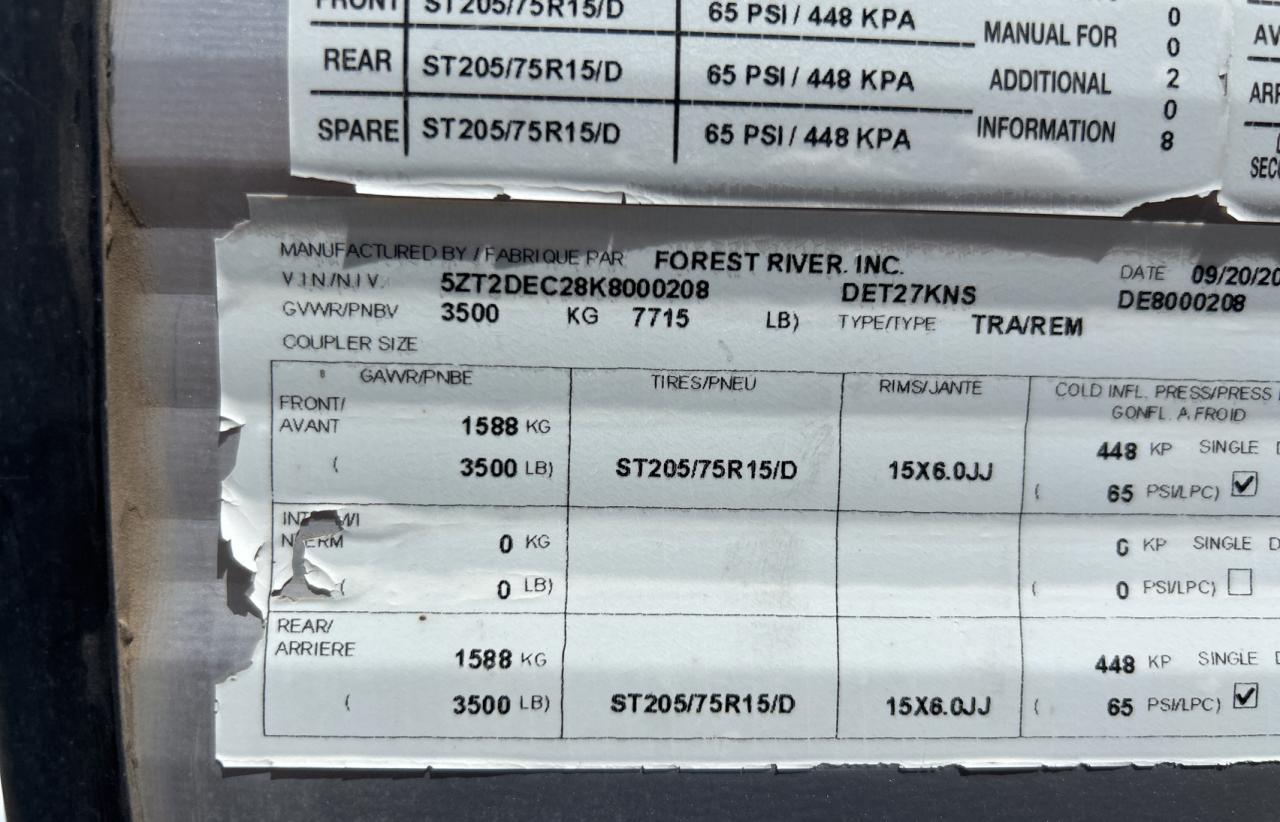 FRONT ST205/75R15/D 65 PSI / 448 KPA
MANUAL FOR
REAR ST205/75R15/D 65 PSI / 448 KPA
ADDITIONAL
SPARE ST205/75R15/D 65 PSI / 448 KPA
INFORMATION
0
0
2
0
8
MANUFACTURED BY / FABRIQUE PAR FOREST RIVER. INC.
DATE 09/20/20
V.I.N/N.I V. 5ZT2DEC28K8000208 DET27KNS DE8000208
GVWR/PNBV 3500 KG 7715 LB) TYPE/TYPE TRA/REM
COUPLER SIZE
GAWR/PNBE TIRES/PNEU RIMS/JANTE COLD INFL. PRESS/PRESS
GONFL. A FROID
FRONT/
AVANT 1588 KG 448 KP SINGLE
( 3500 LB) ST205/75R15/D 15X6.0JJ ( 65 PSI/LPC)
0 KG 0 KP SINGLE
( 0 LB) ( 0 PSI/LPC)
REAR/
ARRIERE 1588 KG 448 KP SINGLE
( 3500 LB) ST205/75R15/D 15X6.0JJ ( 65 PSI/LPC)